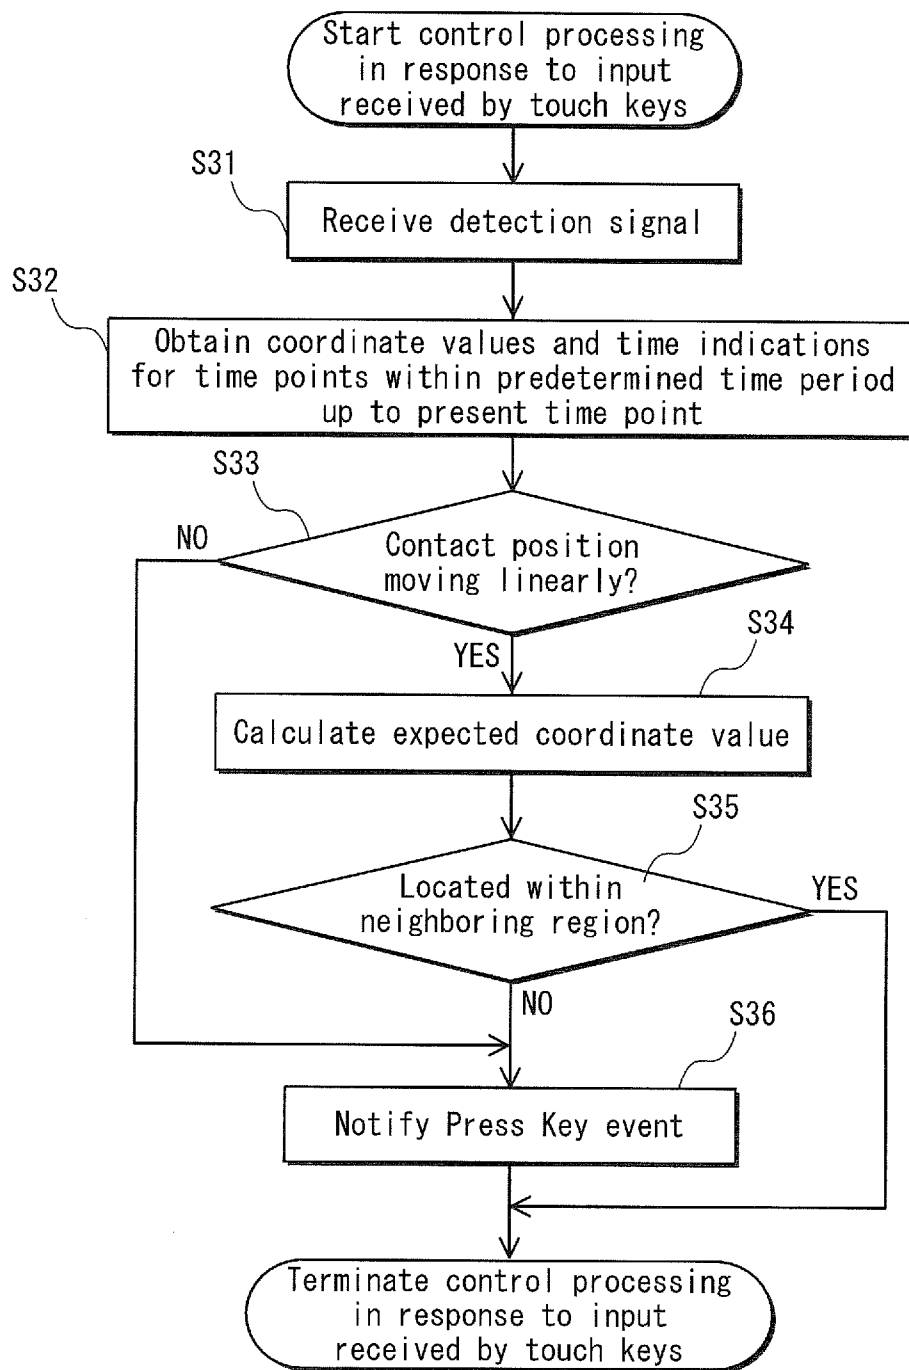 Start control processing
in response to input
received by touch keys
S31
Receive detection signal
S32
Obtain coordinate values and time indications
for time points within predetermined time period
up to present time point
S33
NO
Contact position
moving linearly?
YES
S34
Calculate expected coordinate value
S35
Located within
neighboring region?
YES
NO
S36
Notify Press Key event
Terminate control processing
in response to input
received by touch keys